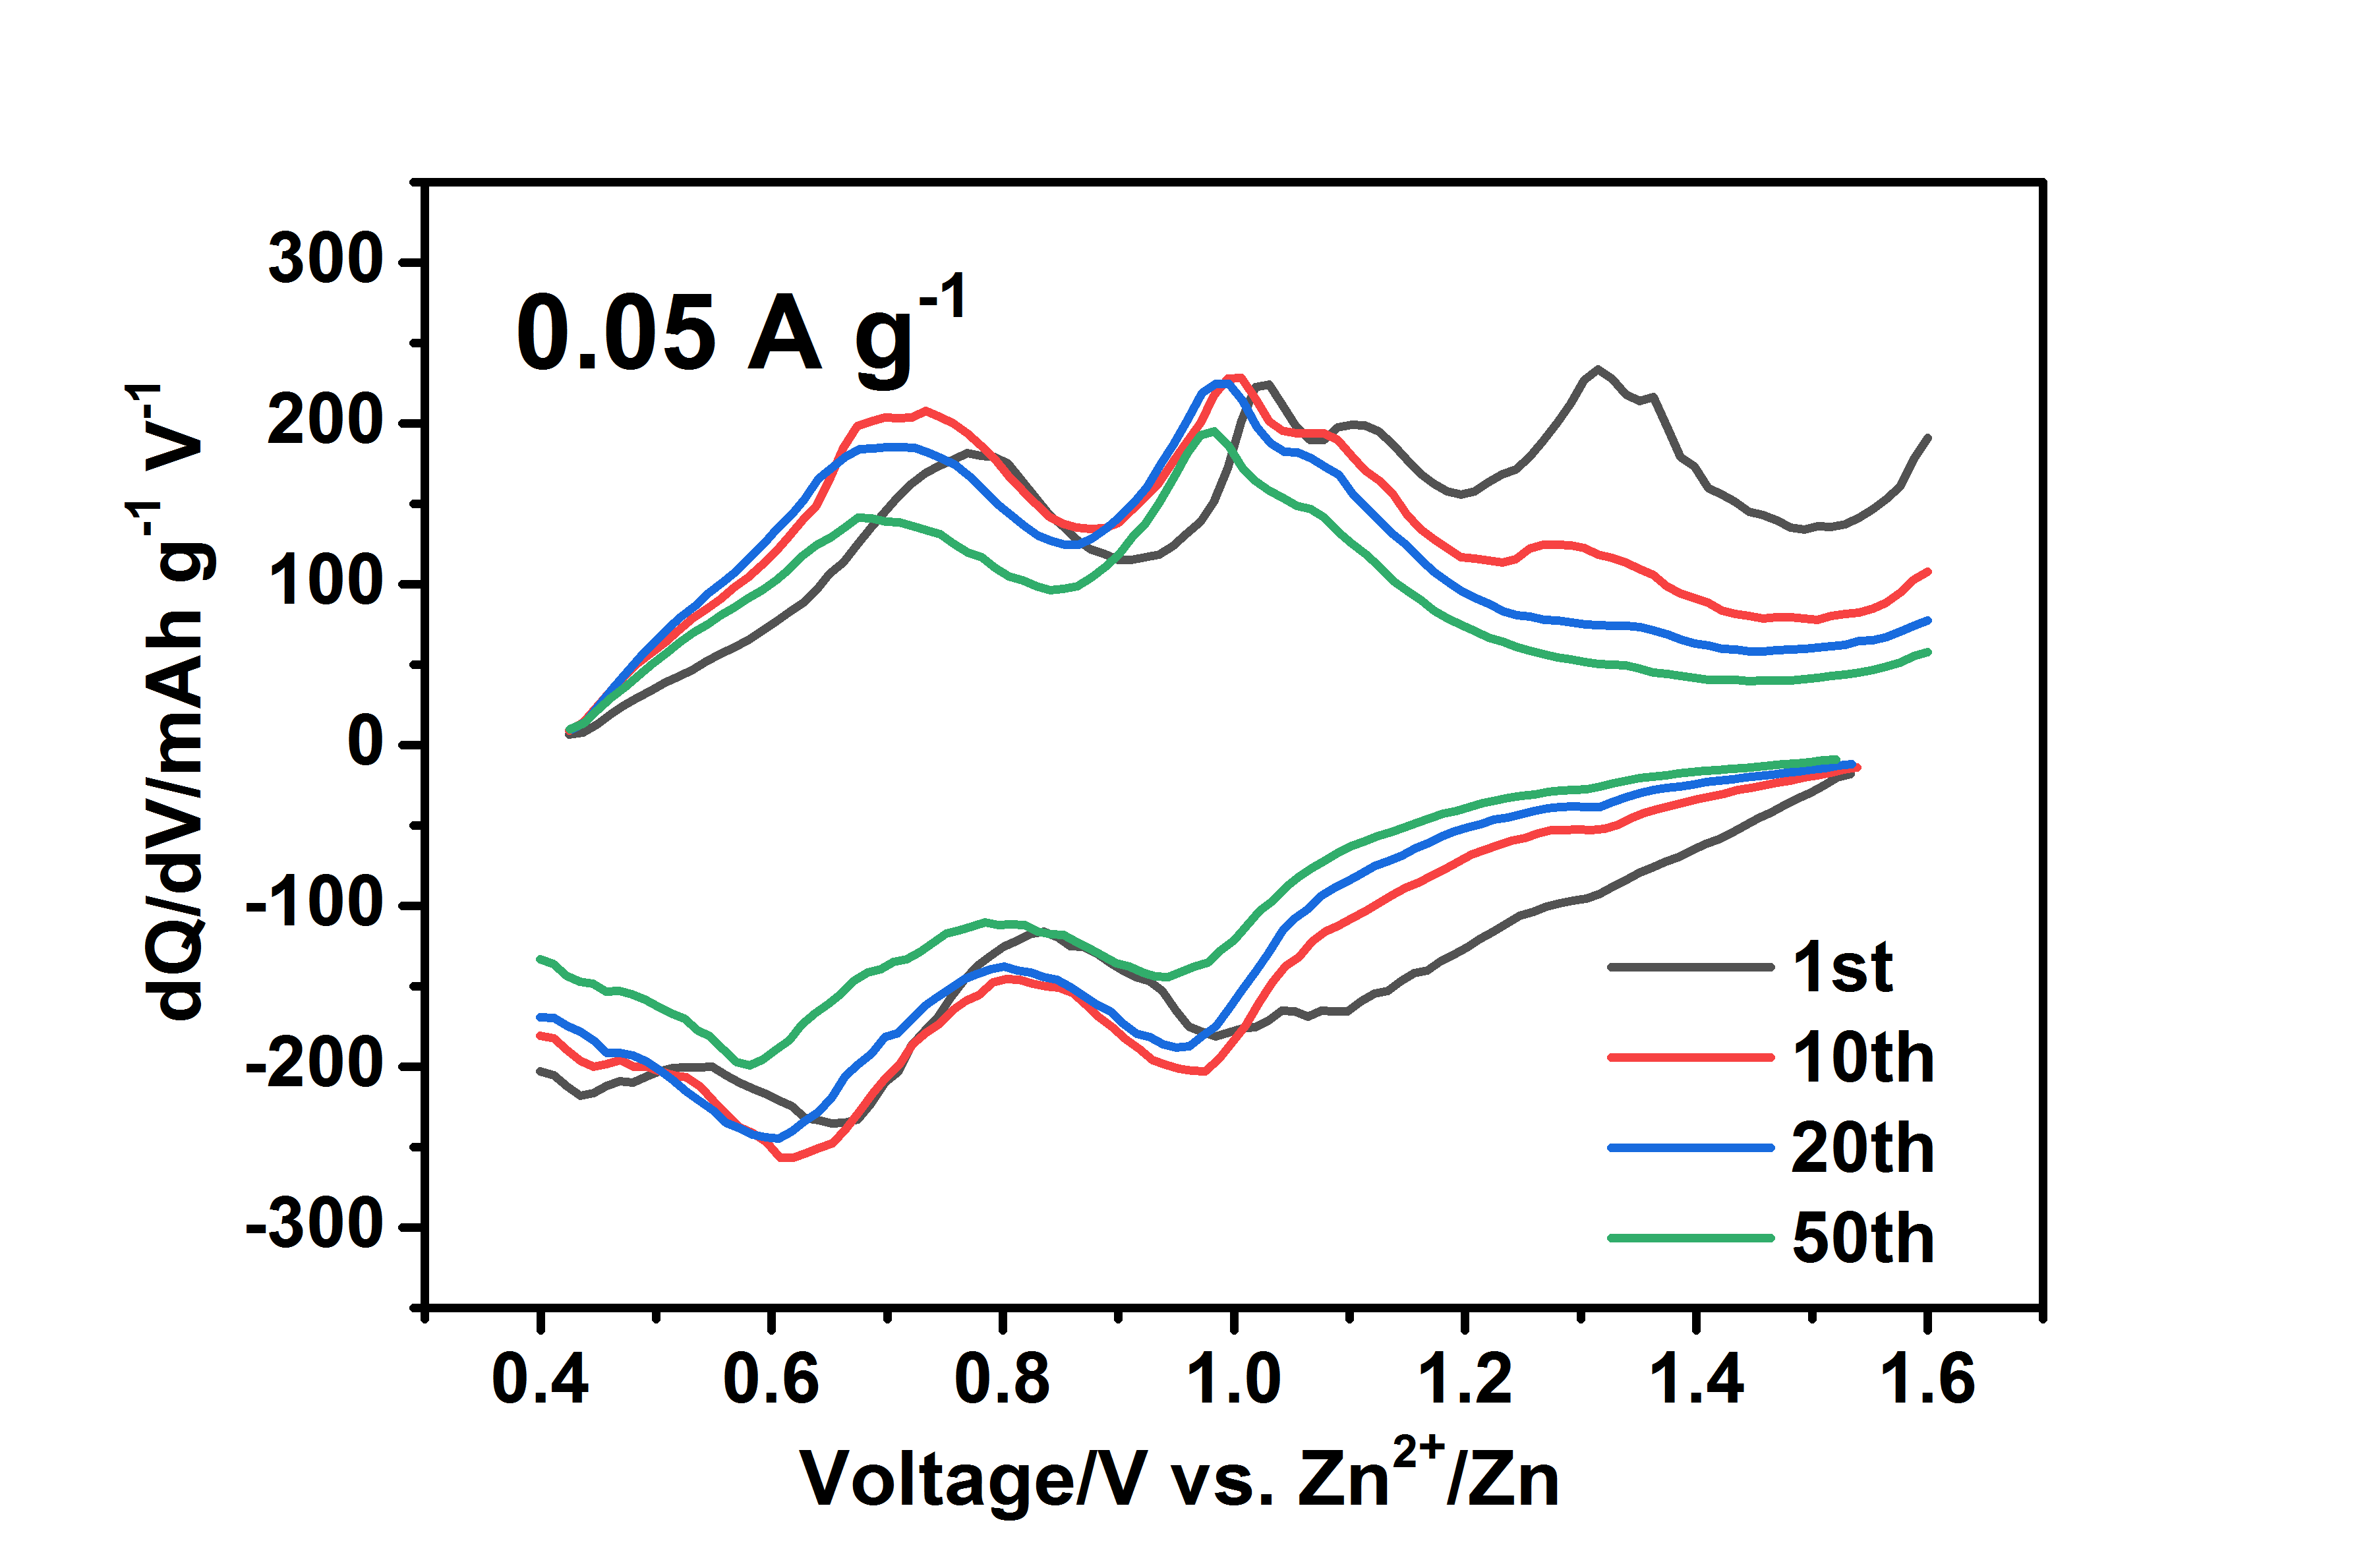 0.05 A g⁻¹
dQ/dV/mAh g⁻¹ V⁻¹
300
200
100
0
-100
-200
-300
1st
10th
20th
50th
0.4 0.6 0.8 1.0 1.2 1.4 1.6
Voltage/V vs. Zn²⁺/Zn